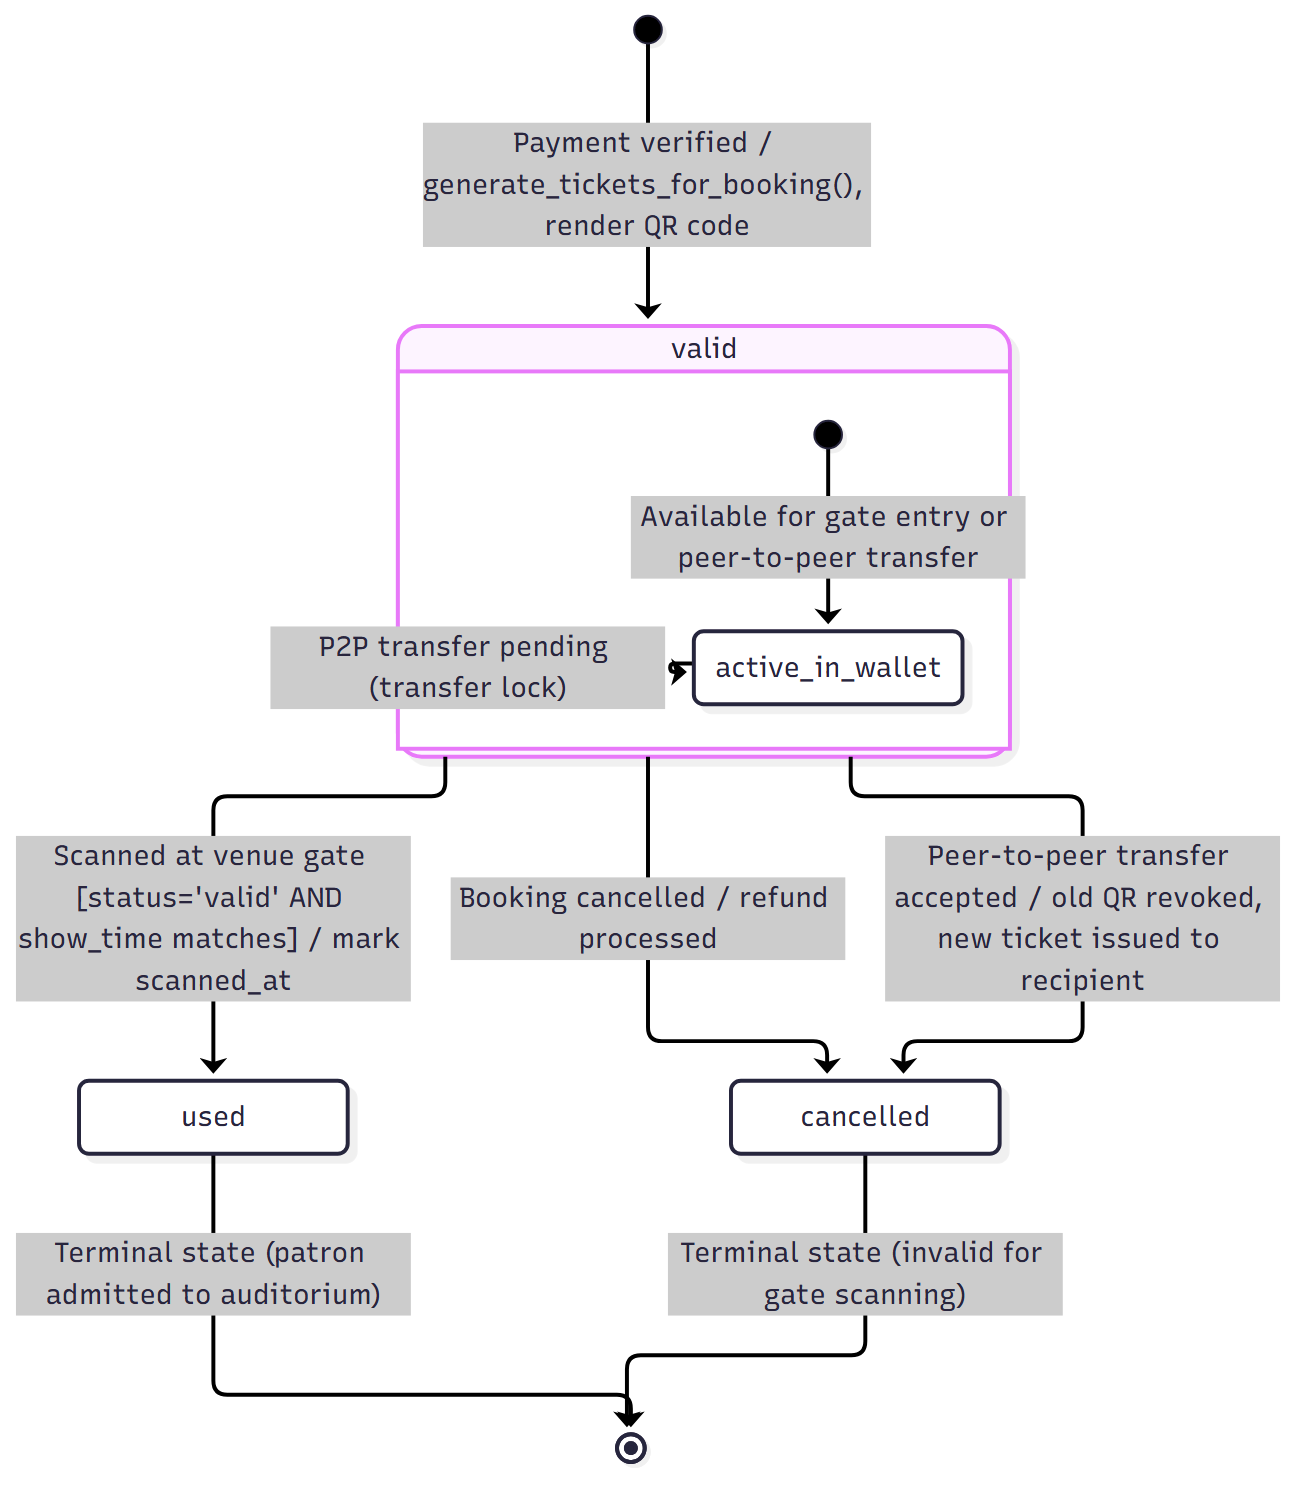 Payment verified /
generate_tickets_for_booking(),
render QR code
valid
Available for gate entry or
peer-to-peer transfer
P2P transfer pending
(transfer lock)
active_in_wallet
Scanned at venue gate
[status='valid' AND
show_time matches] / mark
scanned_at
Booking cancelled / refund
processed
Peer-to-peer transfer
accepted / old QR revoked,
new ticket issued to
recipient
used
cancelled
Terminal state (patron
admitted to auditorium)
Terminal state (invalid for
gate scanning)